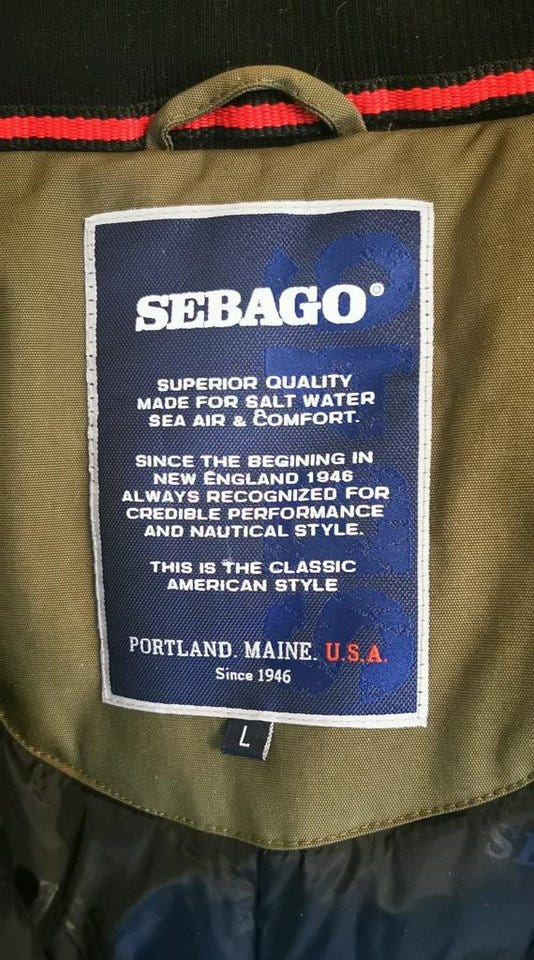 SEBAGO®
SUPERIOR QUALITY
MADE FOR SALT WATER
SEA AIR & COMFORT.
SINCE THE BEGINING IN
NEW ENGLAND 1946
ALWAYS RECOGNIZED FOR
CREDIBLE PERFORMANCE
AND NAUTICAL STYLE.
THIS IS THE CLASSIC
AMERICAN STYLE
PORTLAND. MAINE. U.S.A.
Since 1946
L